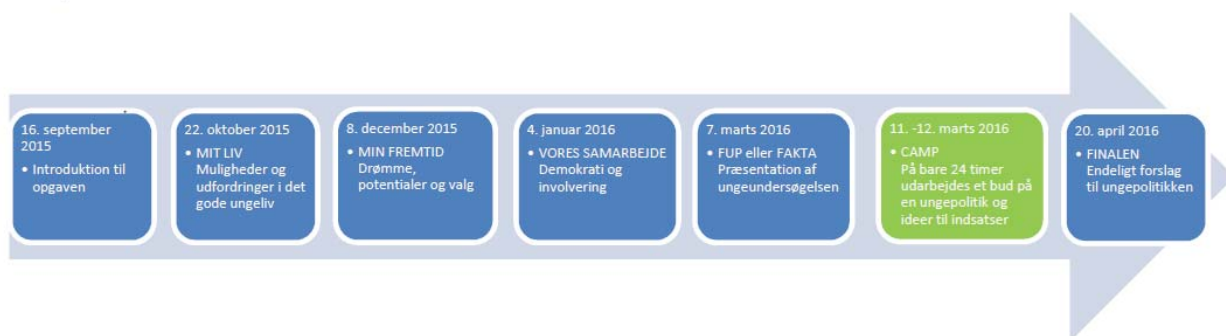 16. september
2015
• Introduktion til
opgaven
22. oktober 2015
• MIT LIV
Muligheder og
udfordringer i det
gode ungeliv
8. december 2015
• MIN FREMTID
Drømme,
potentialer og valg
4. januar 2016
• VORES SAMARBEJDE
Demokrati og
involvering
7. marts 2016
• FUP eller FAKTA
Præsentation af
ungeundersøgelsen
11. -12. marts 2016
• CAMP
På bare 24 timer
udarbejdes et bud på
en ungepolitik og
ideer til indsatser
20. april 2016
• FINALEN
Endeligt forslag
til ungepolitikken